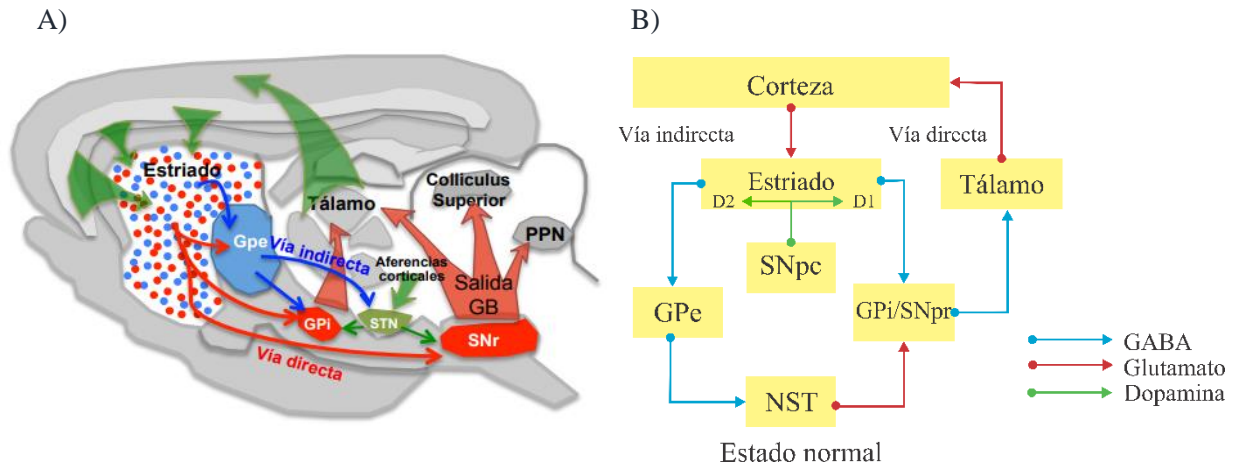 A)
Estriado
Gpe
Vía indirecta
Tálamo
Colliculus
Superior
PPN
Aferencias
corticales
Salida
GB
GPi
STN
SNr
Vía directa
B)
Corteza
Vía indirecta
Vía directa
Estriado
D2
D1
Tálamo
SNpc
GPe
GPi/SNpr
NST
GABA
Glutamato
Dopamina
Estado normal